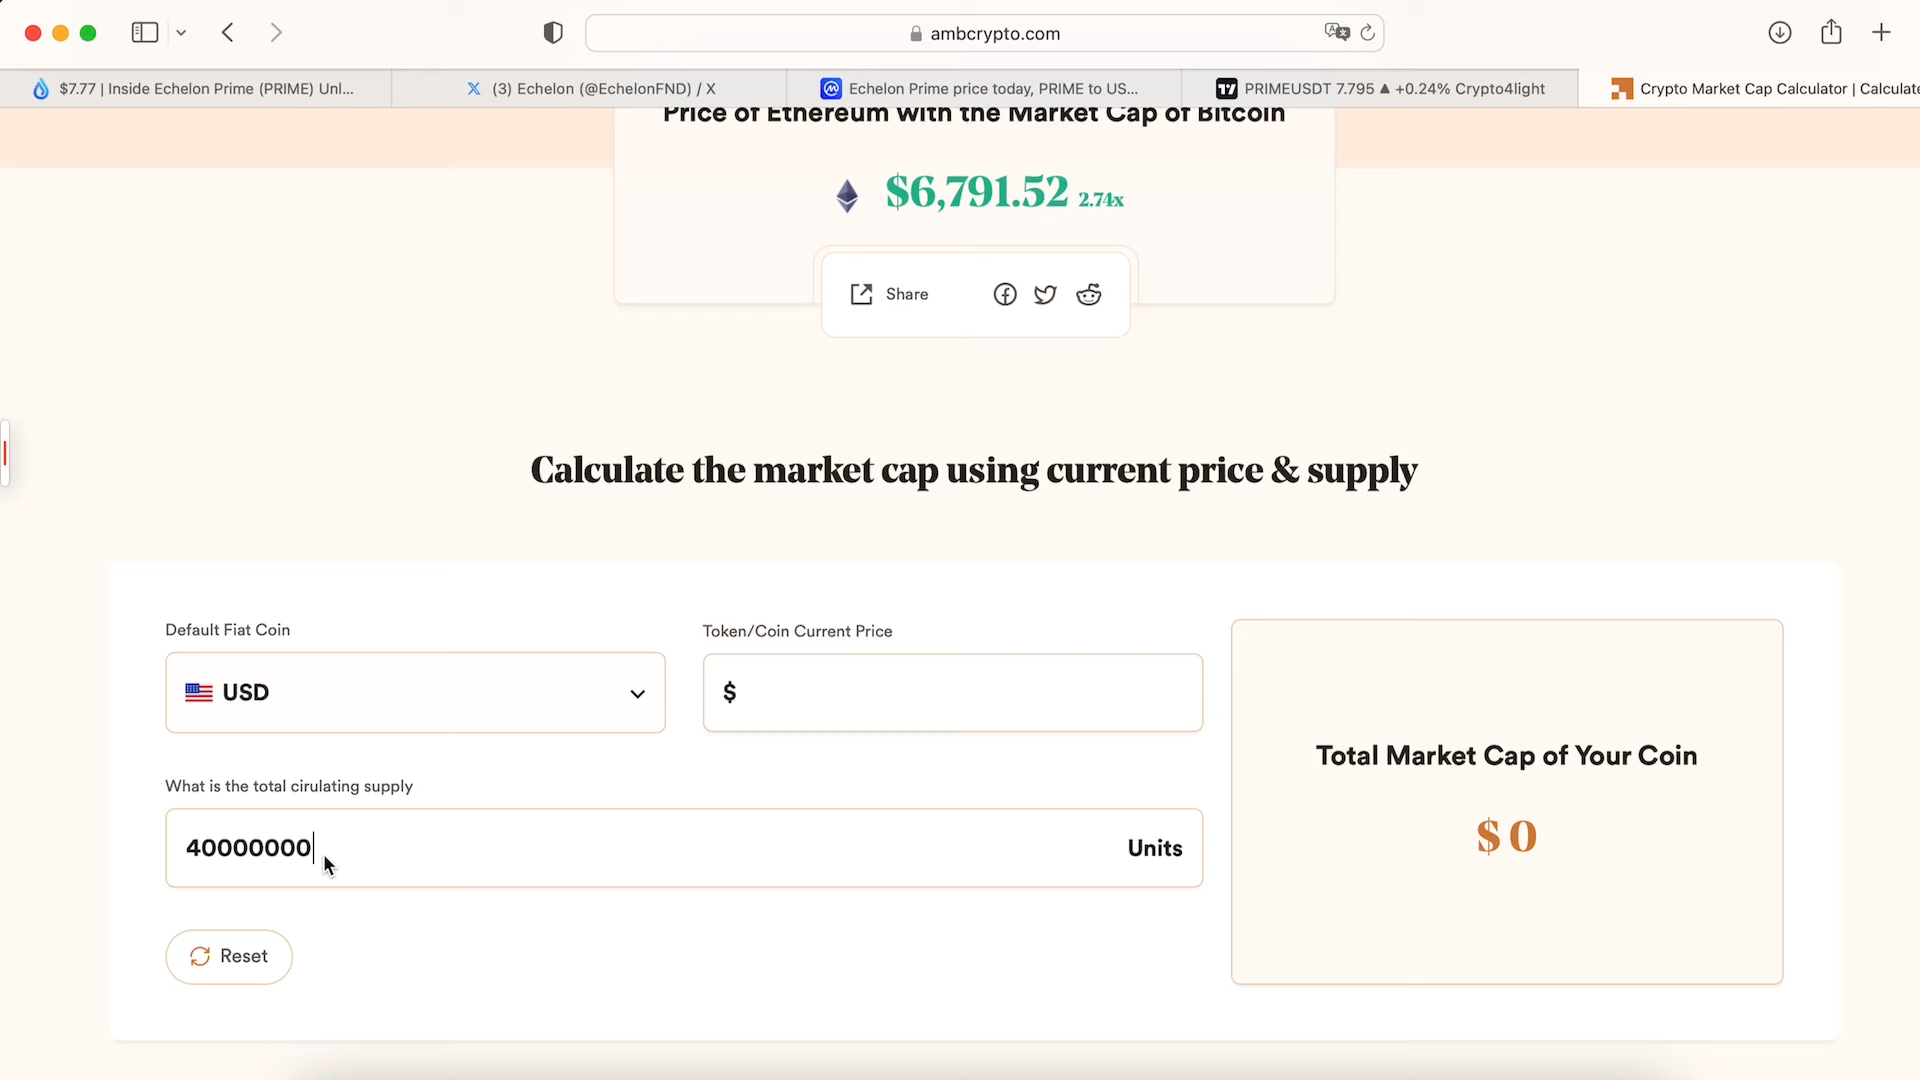 ambcrypto.com
$7.77 | Inside Echelon Prime (PRIME) Unl...
(3) Echelon (@EchelonFND) / X
Echelon Prime price today, PRIME to US...
PRIMEUSDT 7.795 ▲ +0.24% Crypto4light
Crypto Market Cap Calculator | Calculate
Price of Ethereum with the Market Cap of Bitcoin
$6,791.52 2.74x
Share
Calculate the market cap using current price & supply
Default Fiat Coin
Token/Coin Current Price
USD
$
Total Market Cap of Your Coin
$ 0
What is the total cirulating supply
40000000
Units
Reset